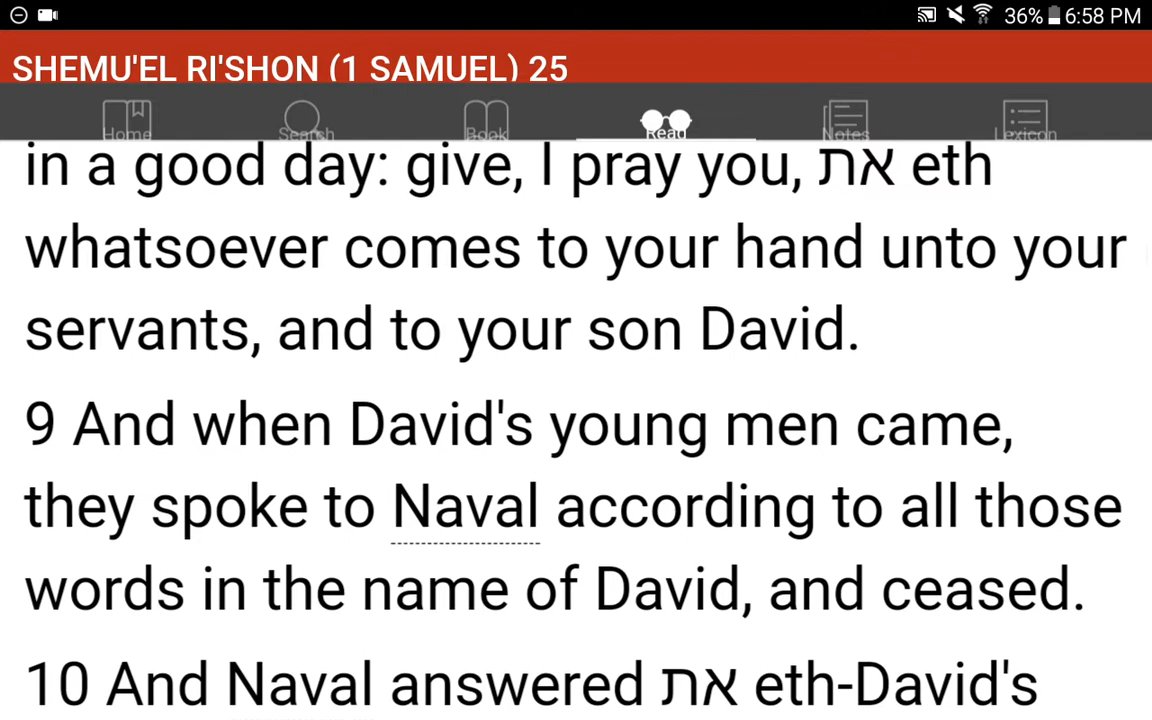 36% 6:58 PM
SHEMU'EL RI'SHON (1 SAMUEL) 25
Home Search Book Read Notes Lexicon
in a good day: give, I pray you, את eth
whatsoever comes to your hand unto your
servants, and to your son David.
9 And when David's young men came,
they spoke to Naval according to all those
words in the name of David, and ceased.
10 And Naval answered את eth-David's